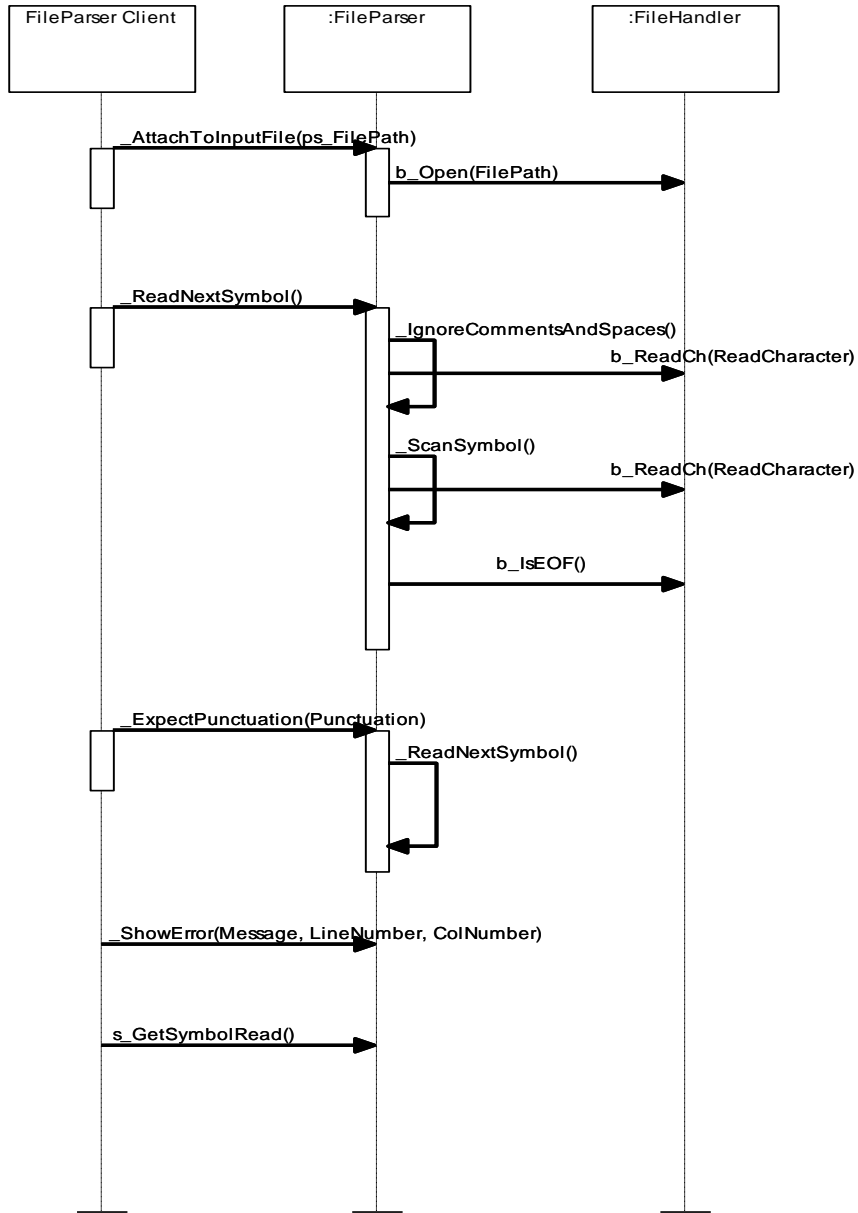 FileParser Client
:FileParser
:FileHandler
_AttachToInputFile(ps_FilePath)
b_Open(FilePath)
_ReadNextSymbol()
_IgnoreCommentsAndSpaces()
b_ReadCh(ReadCharacter)
_ScanSymbol()
b_ReadCh(ReadCharacter)
b_IsEOF()
_ExpectPunctuation(Punctuation)
_ReadNextSymbol()
_ShowError(Message, LineNumber, ColNumber)
s_GetSymbolRead()